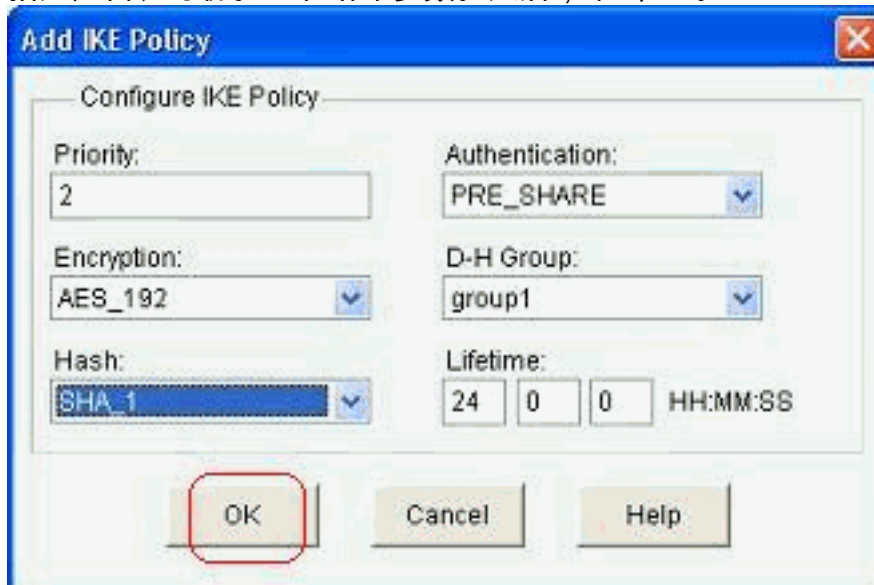 Add IKE Policy
Configure IKE Policy
Priority:
2
Authentication:
PRE_SHARE
Encryption:
AES_192
D-H Group:
group1
Hash:
SHA_1
Lifetime:
24 0 0 HH:MM:SS
OK Cancel Help